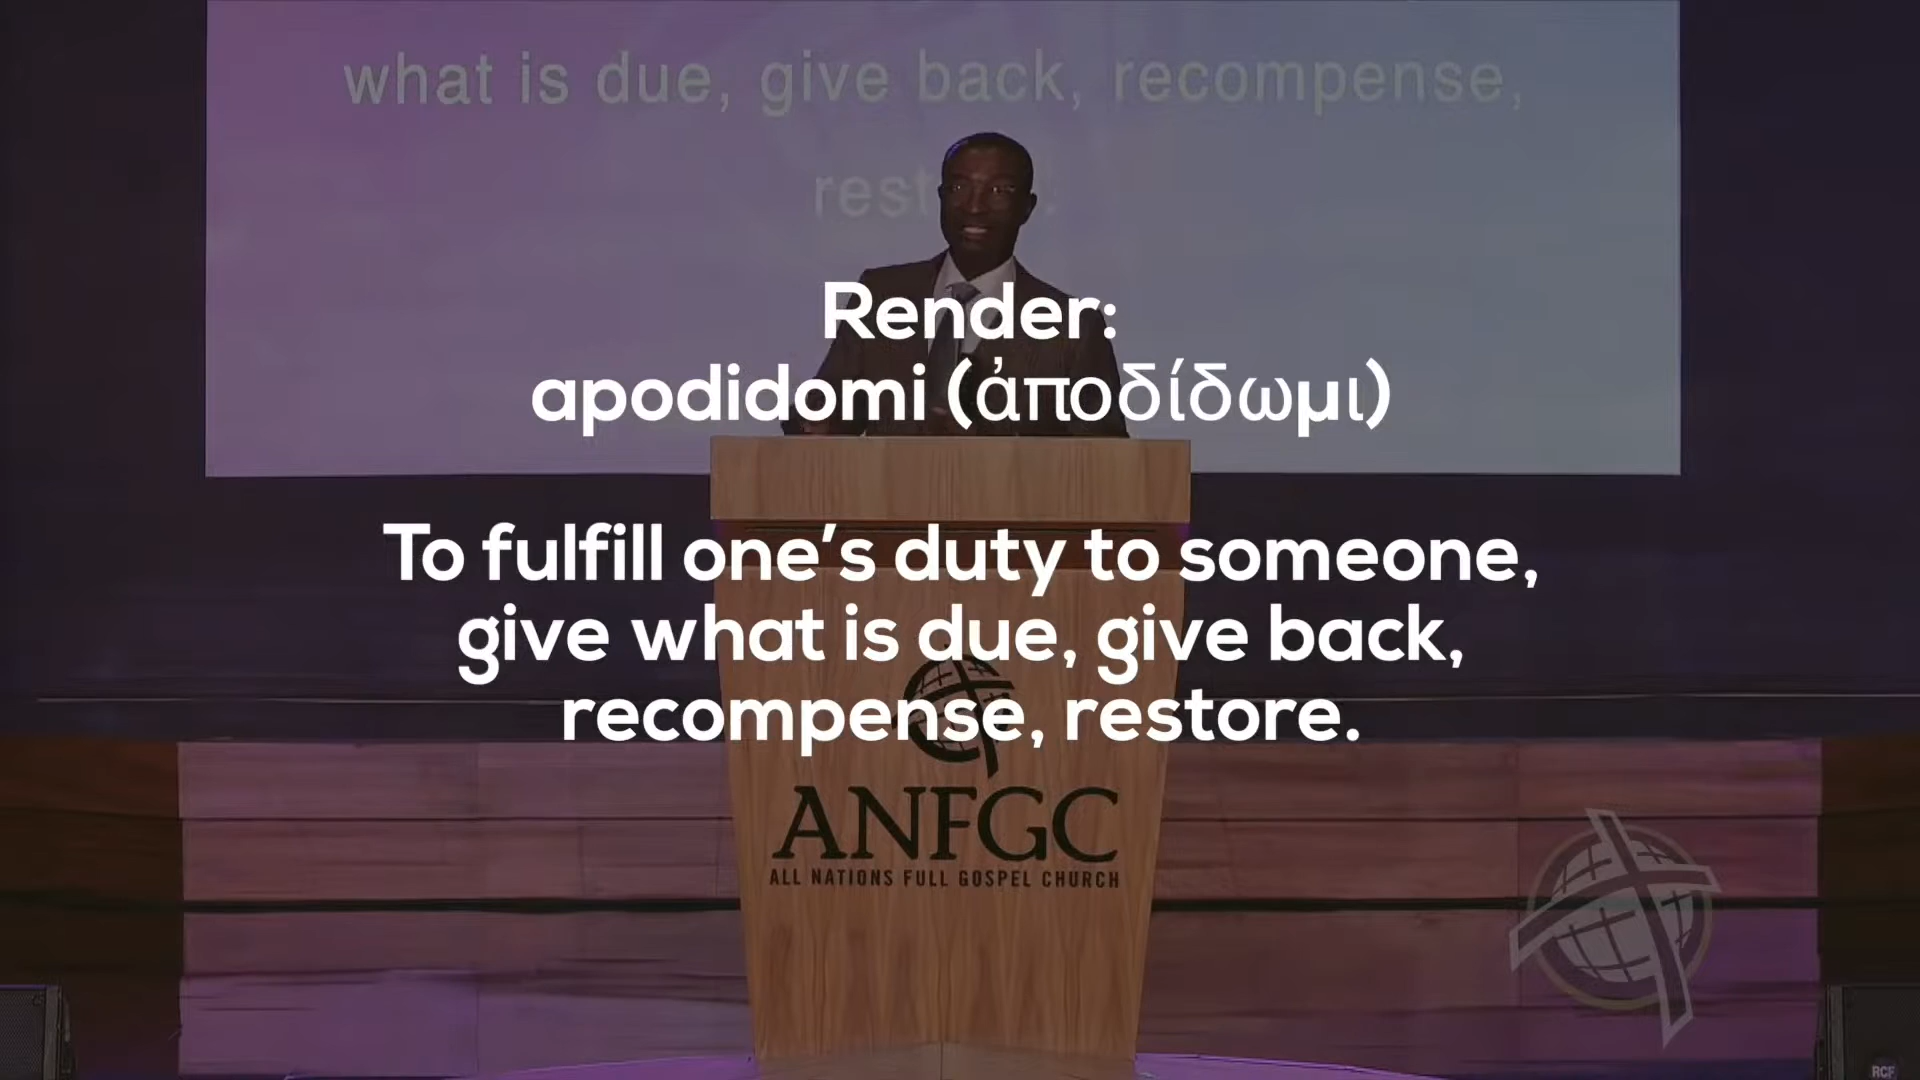 what is due, give back, recompense,
Render:
apodidomi (ἀποδίδωμι)
To fulfill one's duty to someone,
give what is due, give back,
recompense, restore.
ANFGC
ALL NATIONS FULL GOSPEL CHURCH
RCF